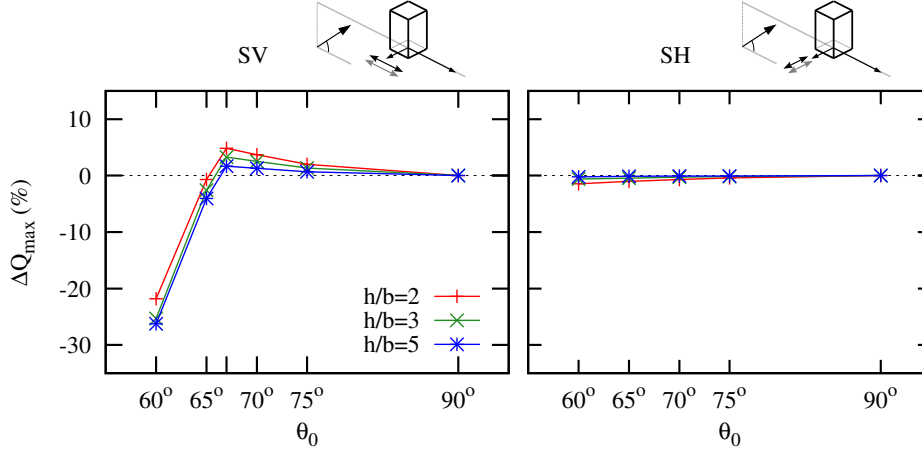 SV
SH
ΔQmax (%)
10
0
-10
-20
-30
h/b=2
h/b=3
h/b=5
60º 65º 70º 75º 90º
60º 65º 70º 75º 90º
θ0
θ0